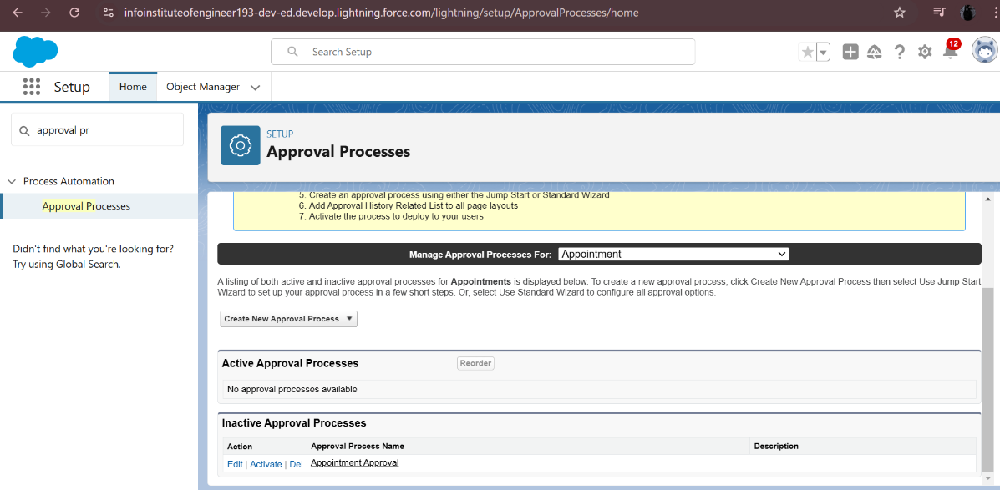 infoinstituteofengineer193-dev-ed.develop.lightning.force.com/lightning/setup/ApprovalProcesses/home
Search Setup
12
Setup
Home
Object Manager
approval pr
Process Automation
Approval Processes
Didn't find what you're looking for?
Try using Global Search.
SETUP
Approval Processes
5. Create an approval process using either the Jump Start or Standard Wizard
6. Add Approval History Related List to all page layouts
7. Activate the process to deploy to your users
Manage Approval Processes For: Appointment
A listing of both active and inactive approval processes for Appointments is displayed below. To create a new approval process, click Create New Approval Process then select Use Jump Start
Wizard to set up your approval process in a few short steps. Or, select Use Standard Wizard to configure all approval options.
Create New Approval Process
Active Approval Processes Reorder
No approval processes available
Inactive Approval Processes
Action Approval Process Name Description
Edit | Activate | Del Appointment Approval